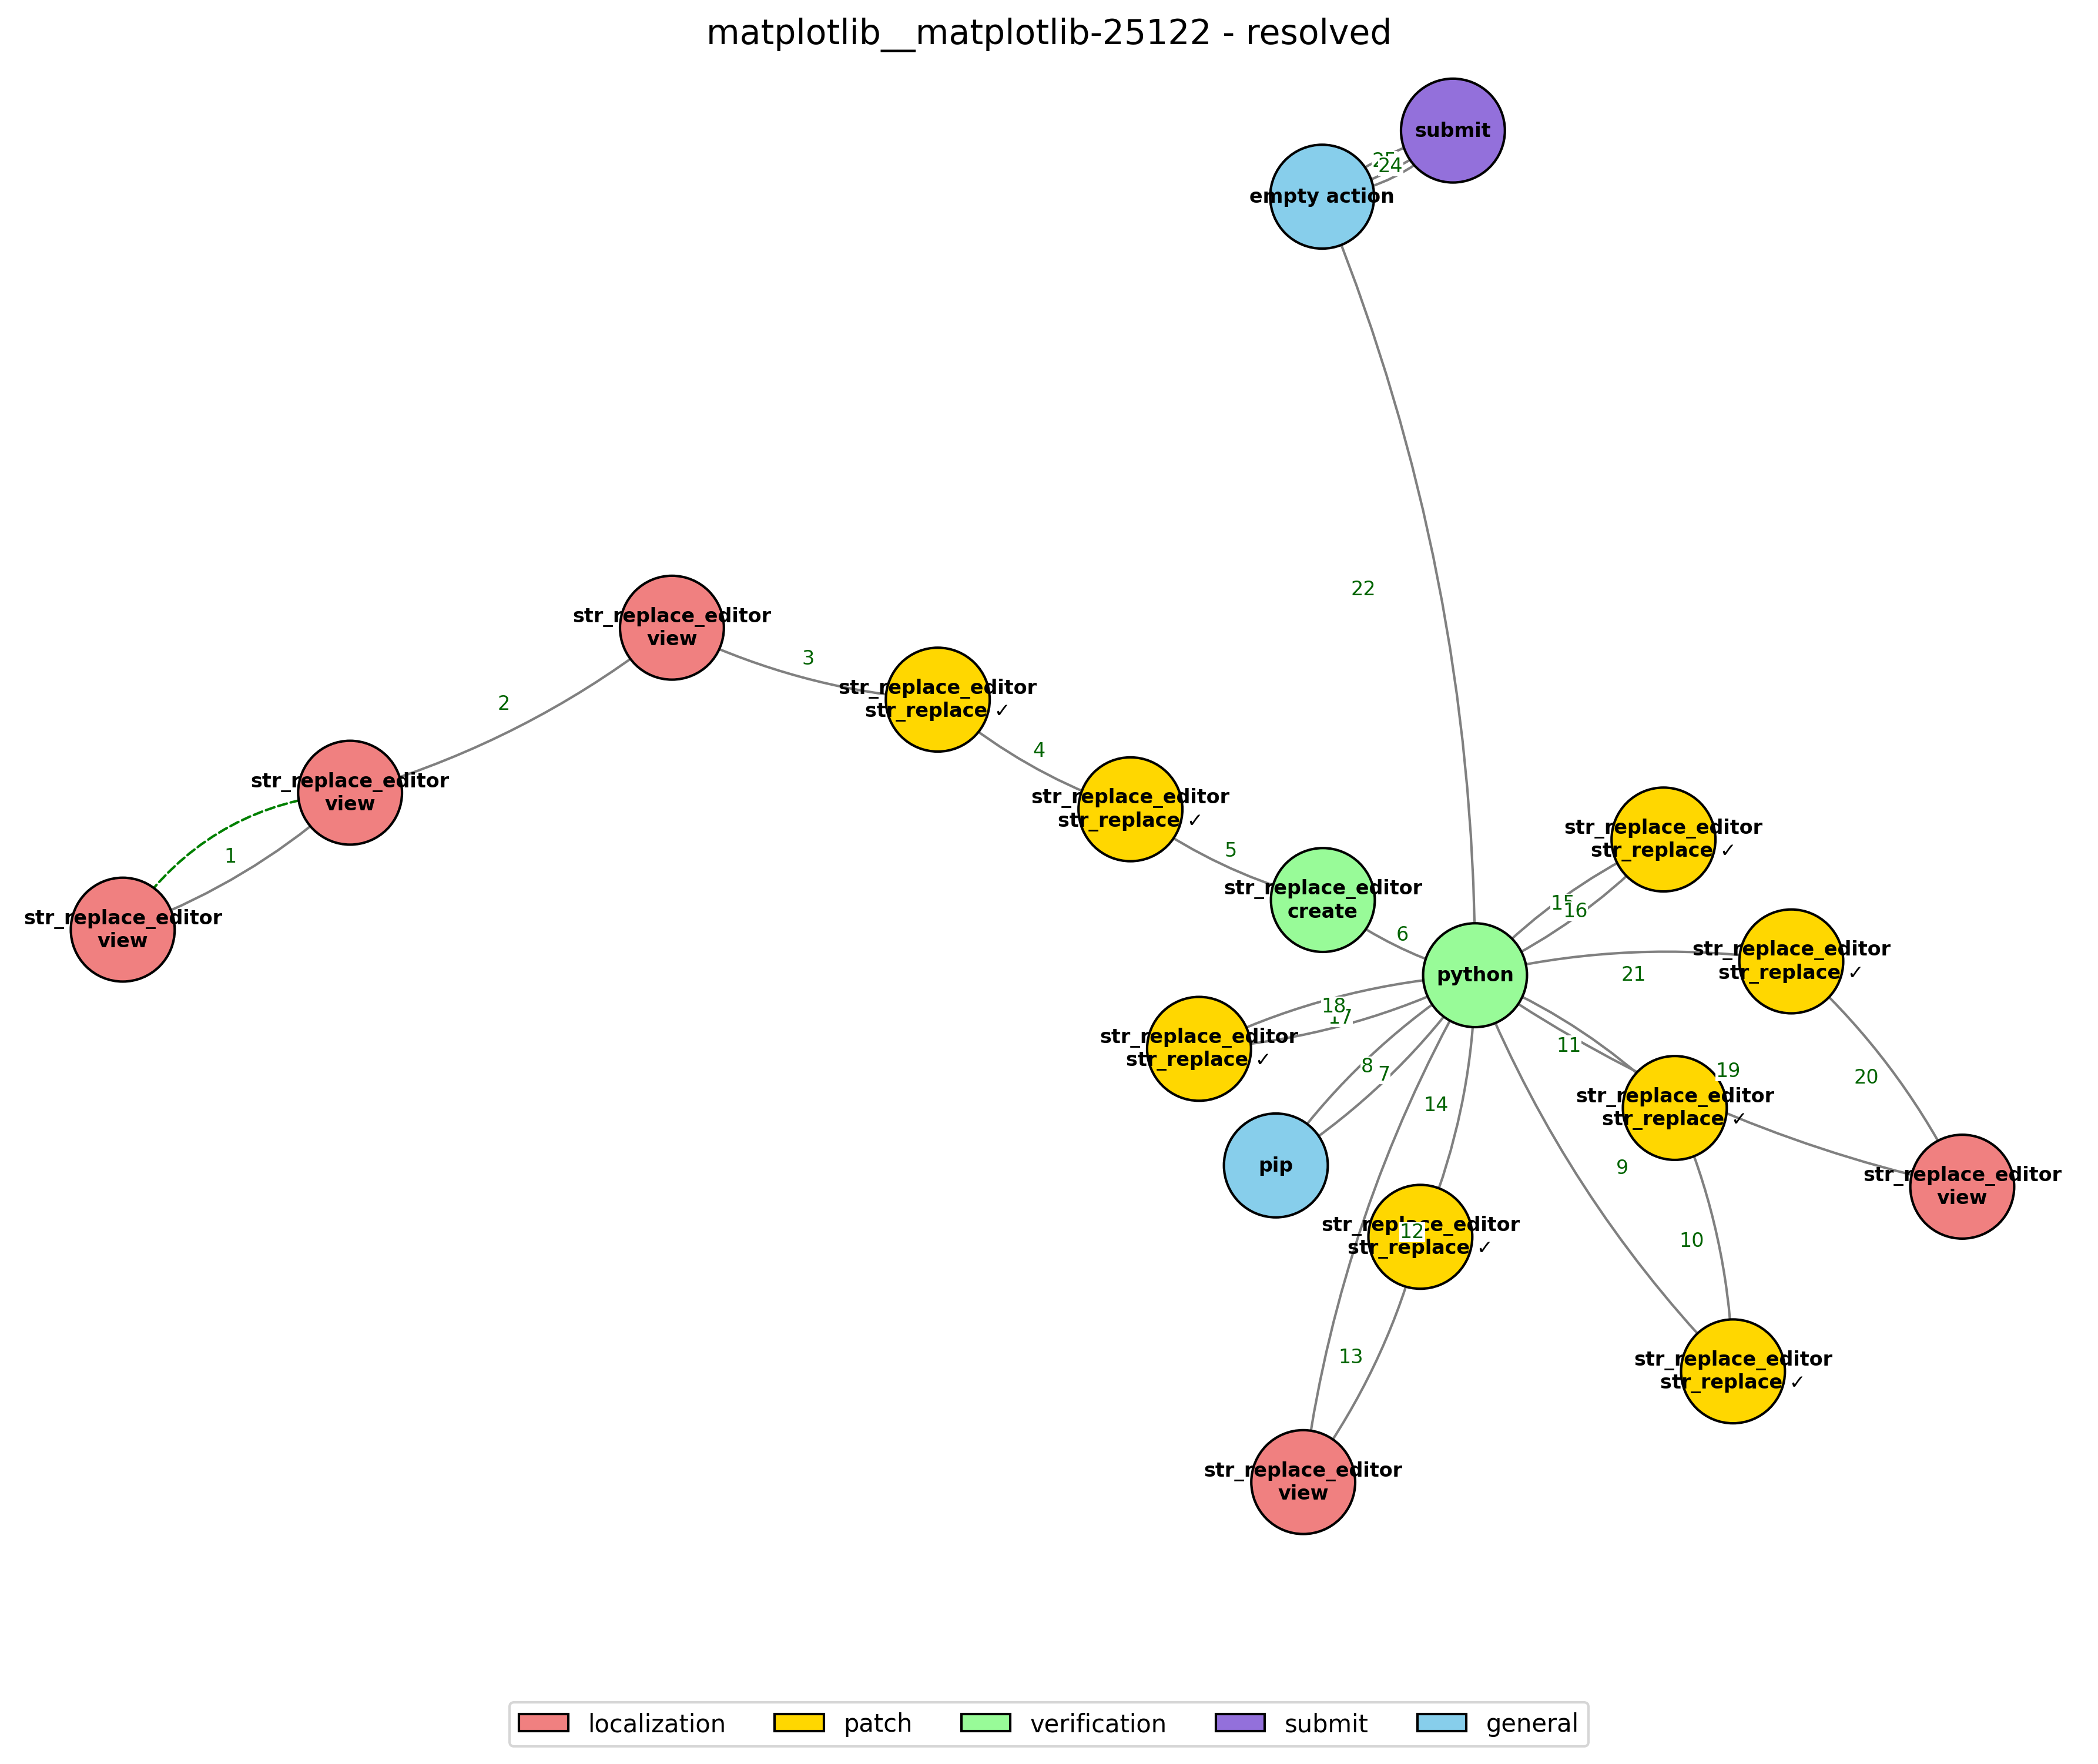 matplotlib__matplotlib-25122 - resolved
submit
24
empty action
22
str_replace_editor
view
3
str_replace_editor
str_replace ✓
2
4
str_replace_editor
view
str_replace_editor
str_replace ✓
1
5
str_replace_editor
view
str_replace_editor
create
6
python
str_replace_editor
str_replace ✓
15
16
str_replace_editor
str_replace ✓
21
18
17
str_replace_editor
str_replace ✓
8
7
11
19
20
14
str_replace_editor
str_replace ✓
pip
9
str_replace_editor
view
str_replace_editor
str_replace ✓
12
10
13
str_replace_editor
str_replace ✓
str_replace_editor
view
localization
patch
verification
submit
general